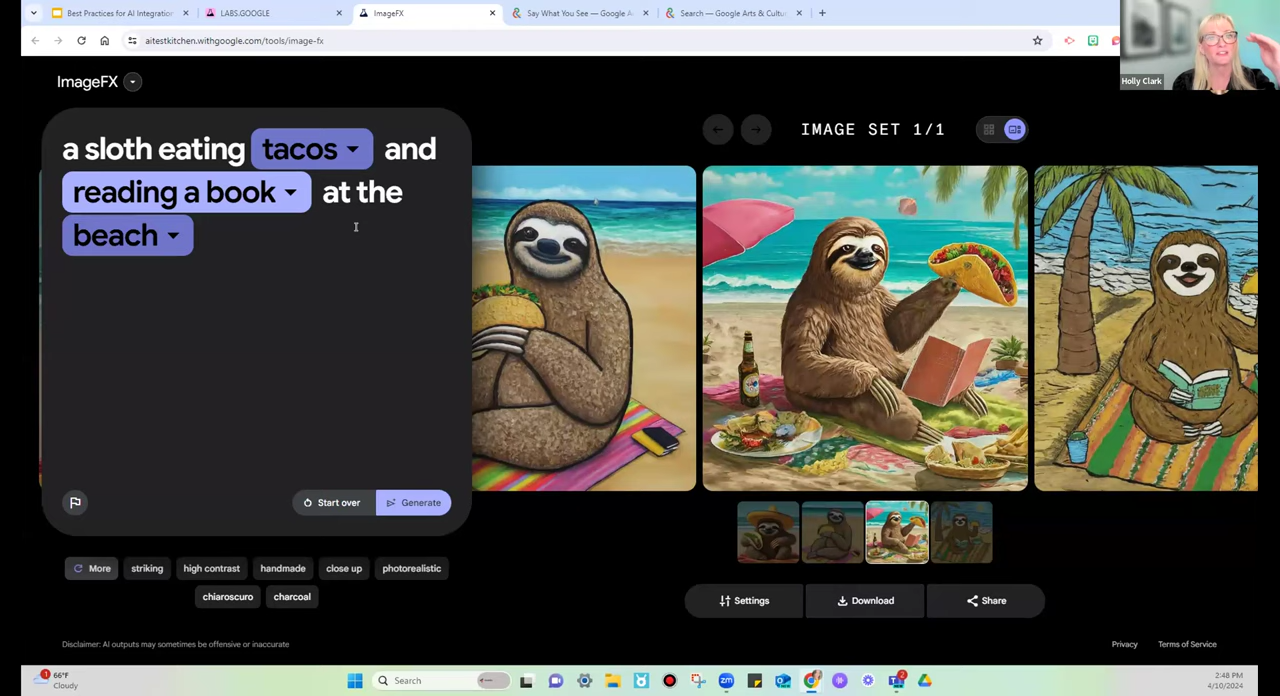 Best Practices for AI Integration
LABS.GOOGLE
ImageFX
Say What You See — Google A
Search — Google Arts & Cultu
aitestkitchen.withgoogle.com/tools/image-fx
Holly Clark
ImageFX
a sloth eating tacos and
reading a book at the
beach
IMAGE SET 1/1
Start over
Generate
More
striking
high contrast
handmade
close up
photorealistic
chiaroscuro
charcoal
Settings
Download
Share
Disclaimer: AI outputs may sometimes be offensive or inaccurate
Privacy
Terms of Service
1
66°F
Cloudy
Search
zm
2
2:48 PM
4/10/2024